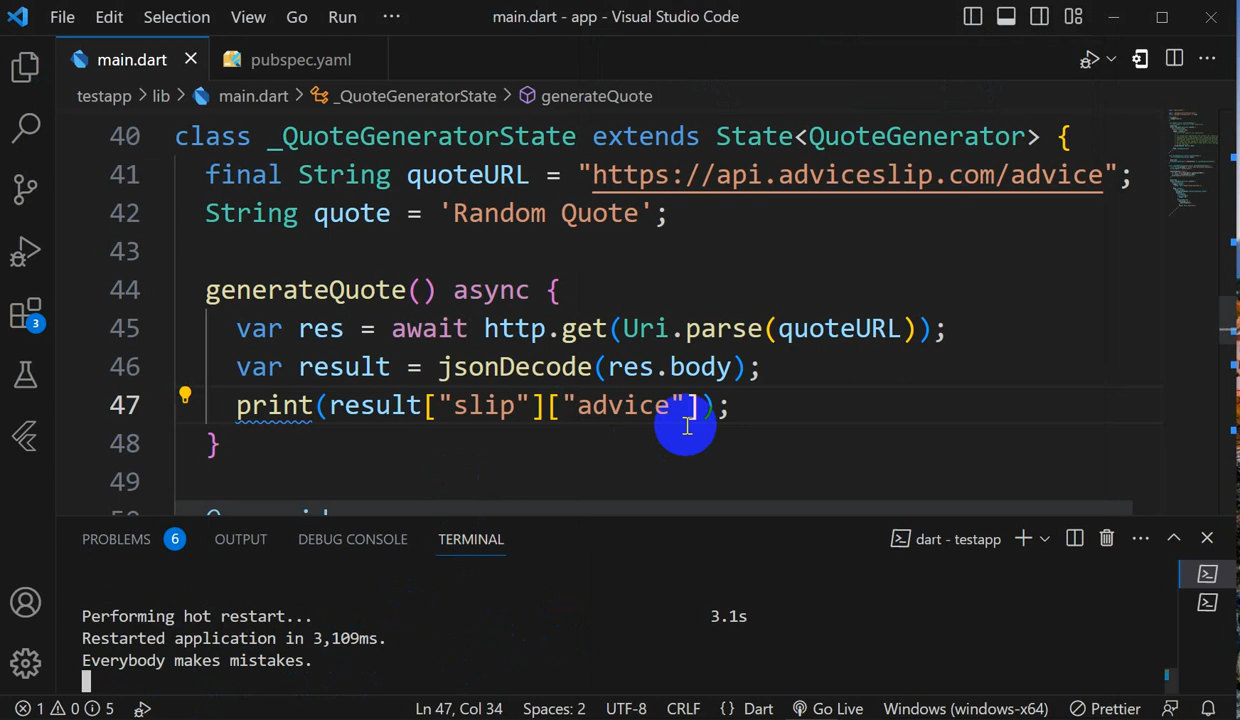 File Edit Selection View Go Run ··· main.dart - app - Visual Studio Code
main.dart pubspec.yaml
testapp > lib > main.dart > _QuoteGeneratorState > generateQuote
40 class _QuoteGeneratorState extends State<QuoteGenerator> {
41 final String quoteURL = "https://api.adviceslip.com/advice";
42 String quote = 'Random Quote';
43
44 generateQuote() async {
45 var res = await http.get(Uri.parse(quoteURL));
46 var result = jsonDecode(res.body);
47 print(result["slip"]["advice"]);
48 }
49
3
PROBLEMS 6 OUTPUT DEBUG CONSOLE TERMINAL dart - testapp
Performing hot restart... 3.1s
Restarted application in 3,109ms.
Everybody makes mistakes.
1 0 5 Ln 47, Col 34 Spaces: 2 UTF-8 CRLF {} Dart Go Live Windows (windows-x64) Prettier